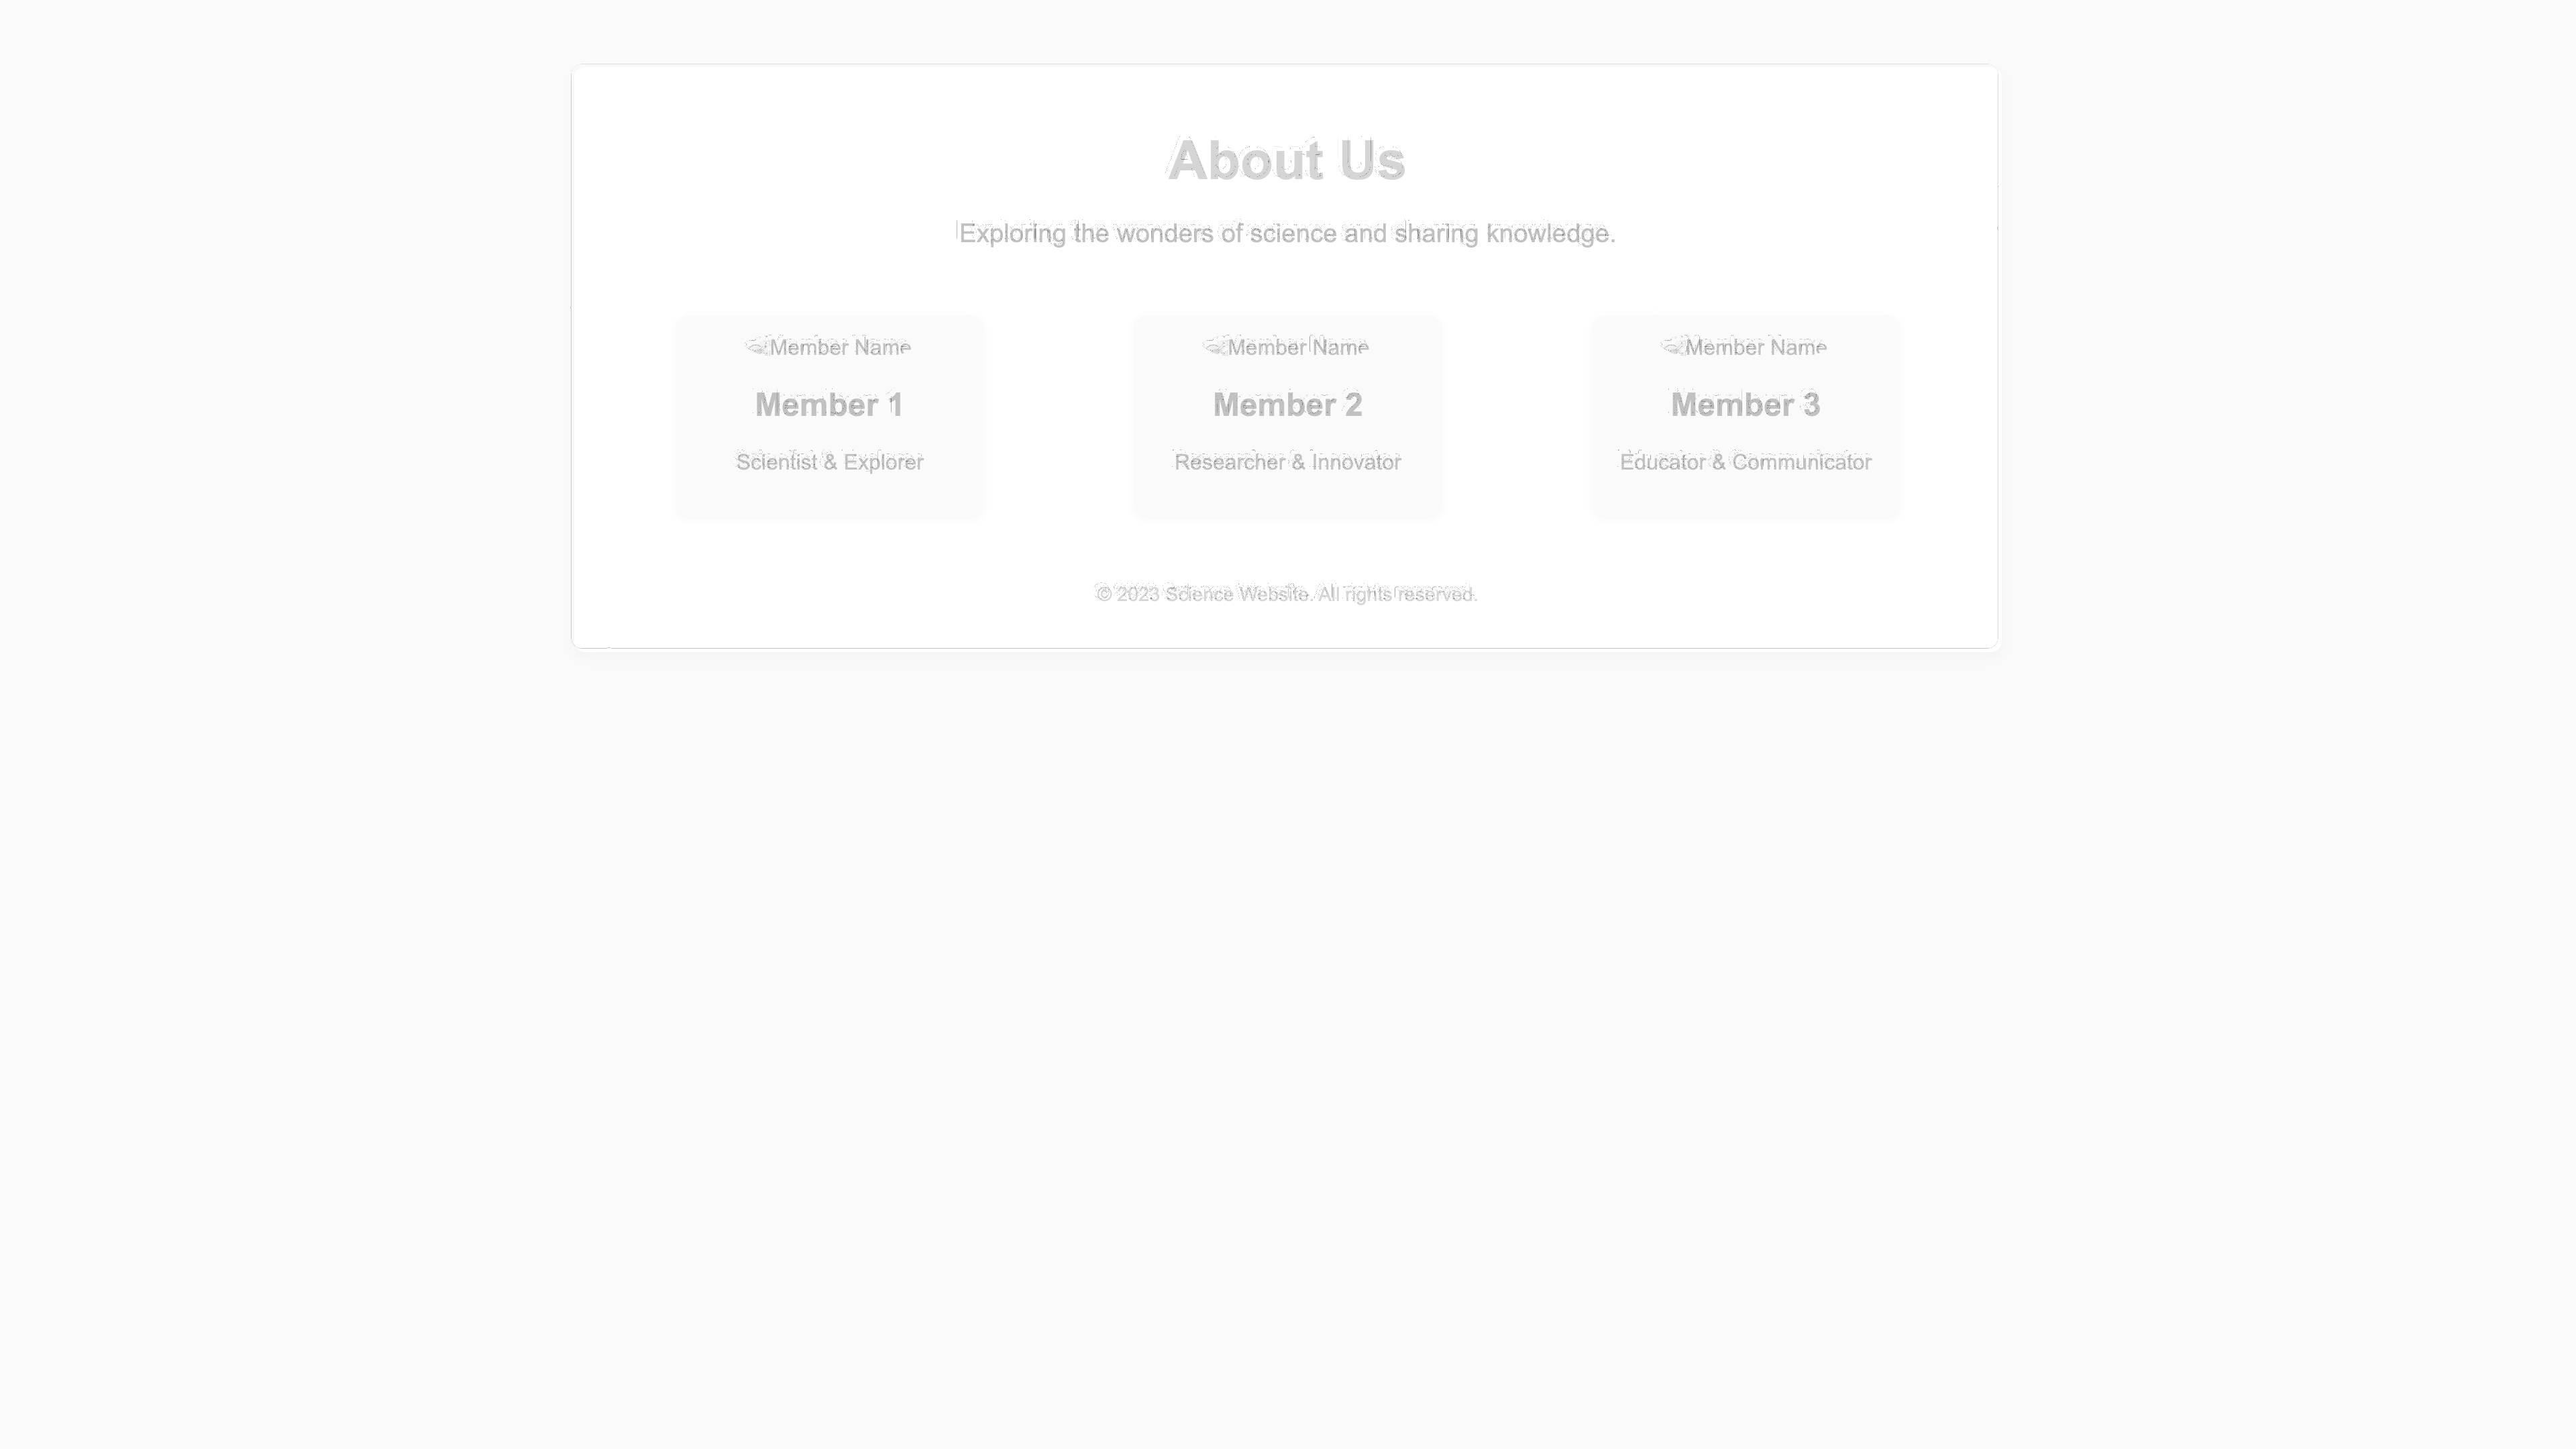 About Us
Exploring the wonders of science and sharing knowledge.
Member Name
Member 1
Scientist & Explorer
Member Name
Member 2
Researcher & Innovator
Member Name
Member 3
Educator & Communicator
© 2023 Science Website. All rights reserved.